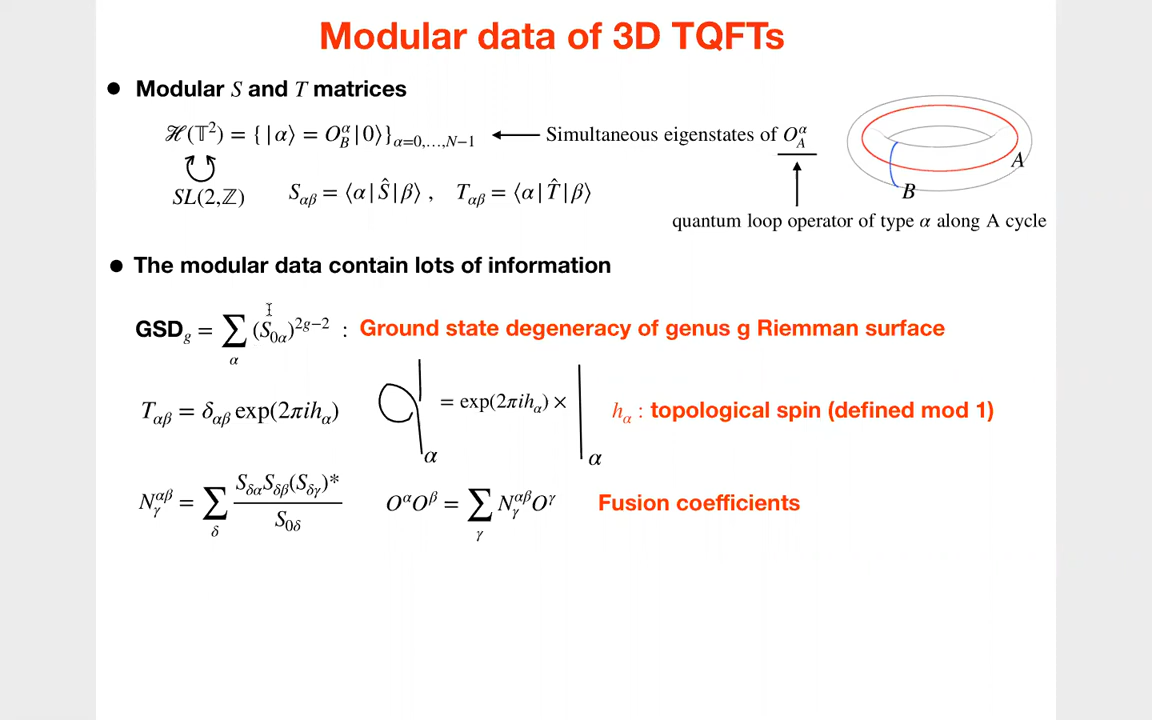 Modular data of 3D TQFTs
● Modular S and T matrices
ℋ(𝕋²) = { |α⟩ = O_B^α |0⟩}_{α=0,…,N−1} ⟵ Simultaneous eigenstates of O_A^α
A
B
SL(2,ℤ)
S_{αβ} = ⟨α|Ŝ|β⟩ , T_{αβ} = ⟨α|T̂|β⟩
quantum loop operator of type α along A cycle
● The modular data contain lots of information
GSD_g = ∑_α (S_{0α})^{2g−2} : Ground state degeneracy of genus g Riemman surface
T_{αβ} = δ_{αβ} exp(2πih_α)
α = exp(2πih_α) × α
h_α : topological spin (defined mod 1)
N_γ^{αβ} = ∑_δ \frac{S_{δα}S_{δβ}(S_{δγ})*}{S_{0δ}}
O^αO^β = ∑_γ N_γ^{αβ}O^γ
Fusion coefficients